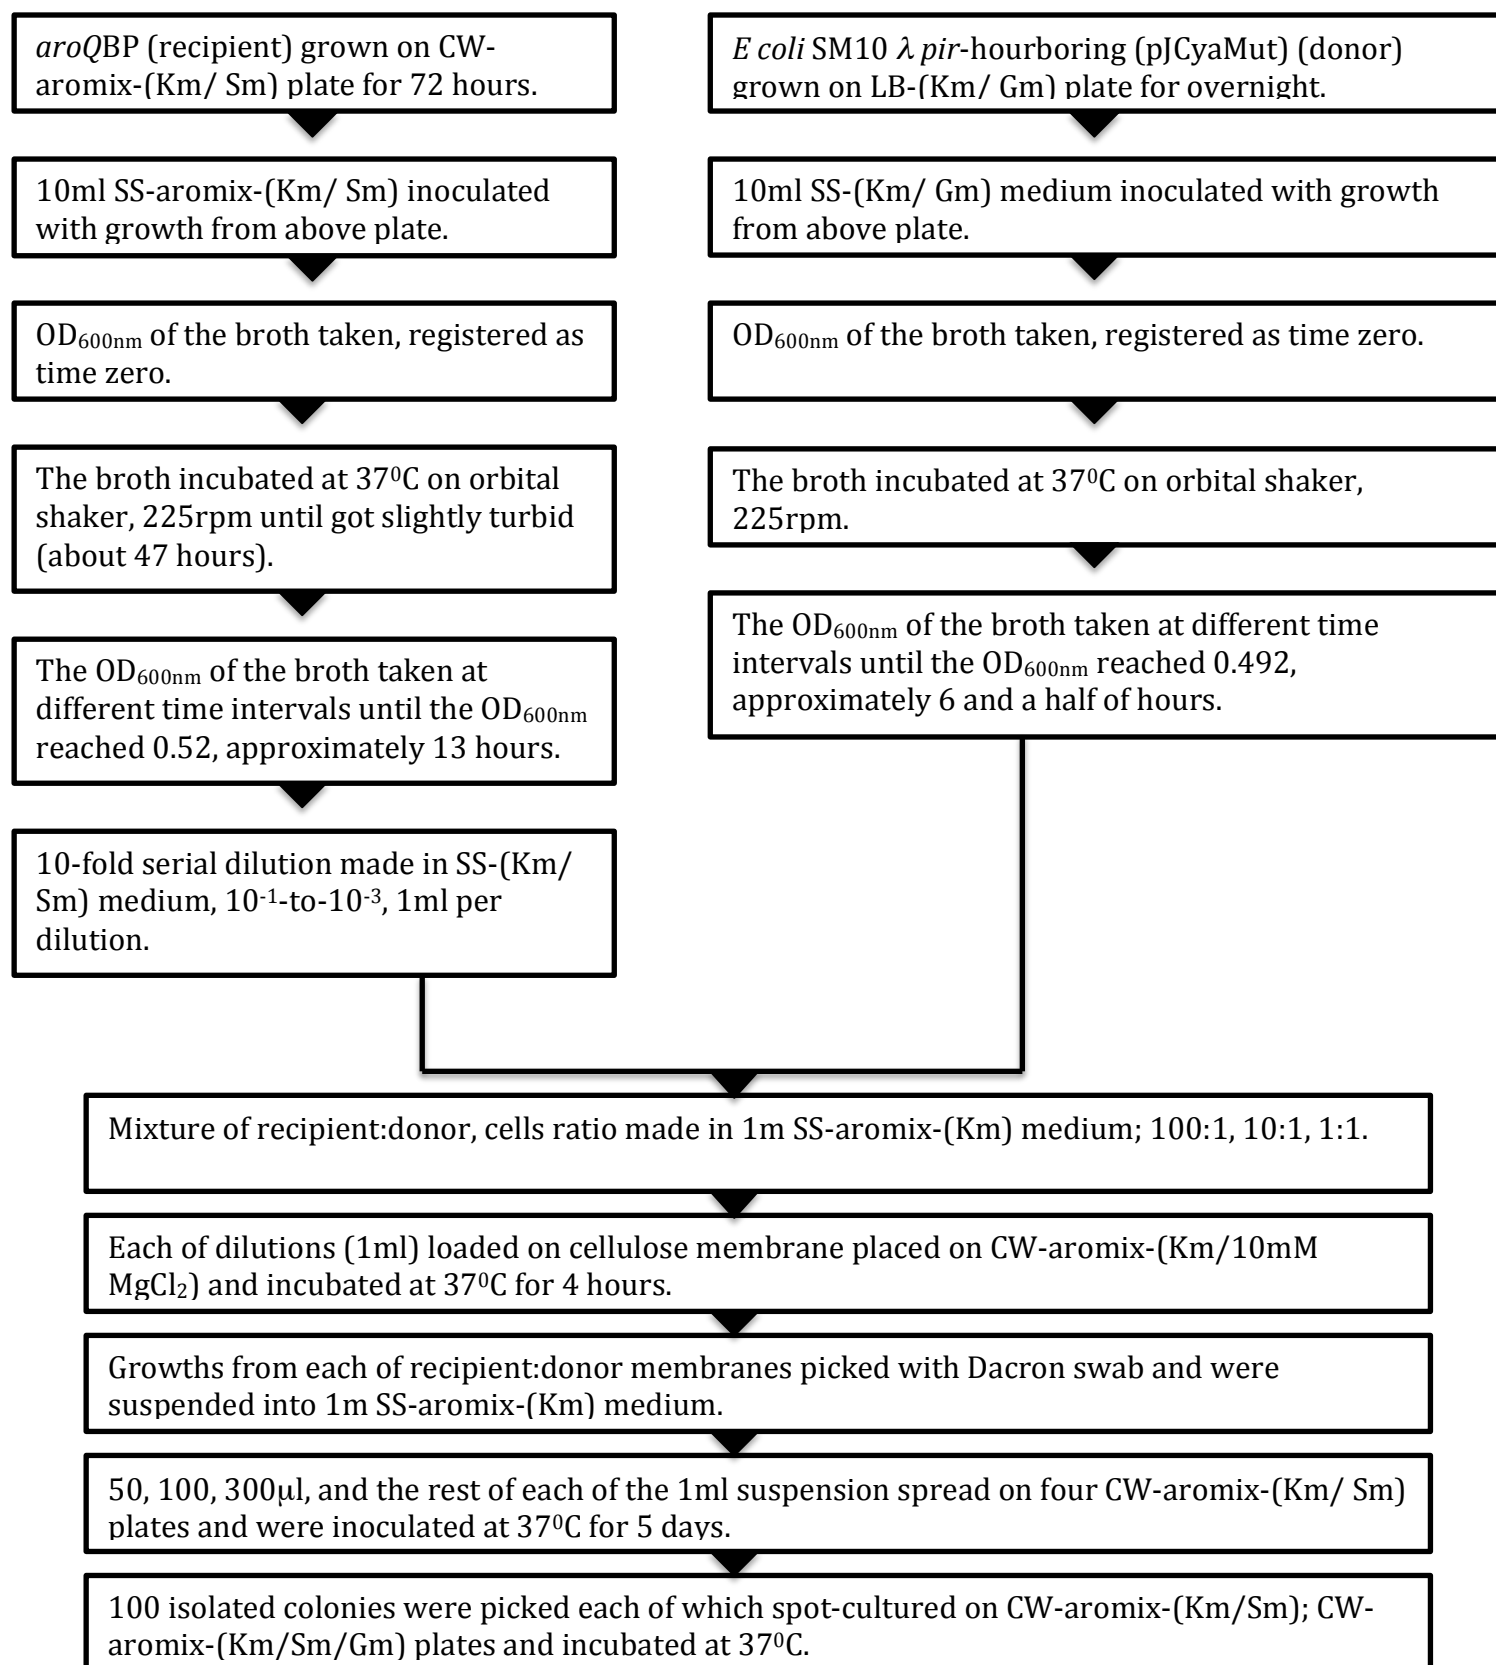 aroQBP (recipient) grown on CW-
aromix-(Km/ Sm) plate for 72 hours.
10ml SS-aromix-(Km/ Sm) inoculated
with growth from above plate.
OD600nm of the broth taken, registered as
time zero.
The broth incubated at 37⁰C on orbital
shaker, 225rpm until got slightly turbid
(about 47 hours).
The OD600nm of the broth taken at
different time intervals until the OD600nm
reached 0.52, approximately 13 hours.
10-fold serial dilution made in SS-(Km/
Sm) medium, 10⁻¹-to-10⁻³, 1ml per
dilution.
E coli SM10 λ pir-hourboring (pJCyaMut) (donor)
grown on LB-(Km/ Gm) plate for overnight.
10ml SS-(Km/ Gm) medium inoculated with growth
from above plate.
OD600nm of the broth taken, registered as time zero.
The broth incubated at 37⁰C on orbital shaker,
225rpm.
The OD600nm of the broth taken at different time
intervals until the OD600nm reached 0.492,
approximately 6 and a half of hours.
Mixture of recipient:donor, cells ratio made in 1m SS-aromix-(Km) medium; 100:1, 10:1, 1:1.
Each of dilutions (1ml) loaded on cellulose membrane placed on CW-aromix-(Km/10mM
MgCl₂) and incubated at 37⁰C for 4 hours.
Growths from each of recipient:donor membranes picked with Dacron swab and were
suspended into 1m SS-aromix-(Km) medium.
50, 100, 300μl, and the rest of each of the 1ml suspension spread on four CW-aromix-(Km/ Sm)
plates and were inoculated at 37⁰C for 5 days.
100 isolated colonies were picked each of which spot-cultured on CW-aromix-(Km/Sm); CW-
aromix-(Km/Sm/Gm) plates and incubated at 37⁰C.